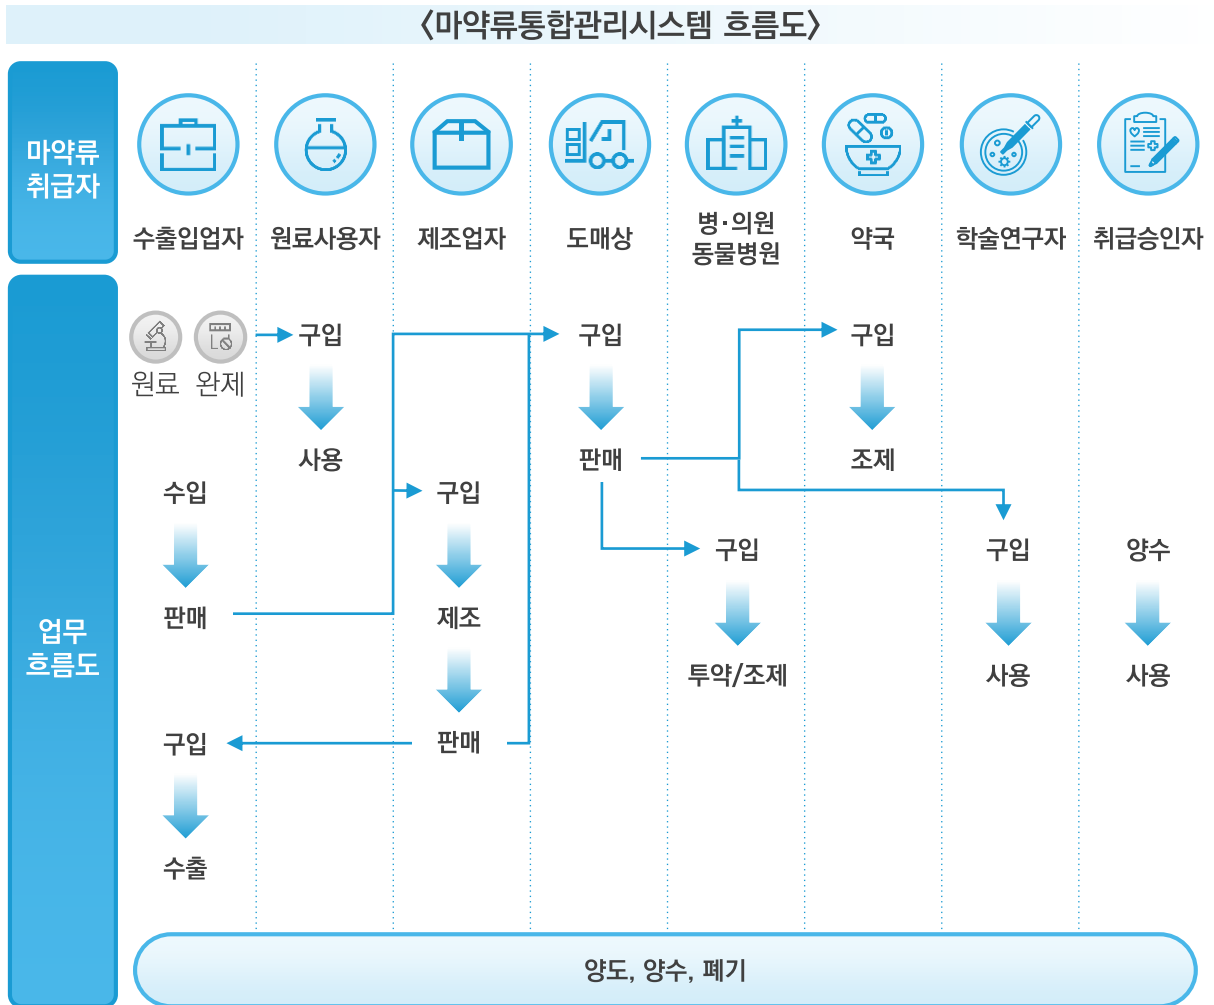 〈마약류통합관리시스템 흐름도〉
마약류
취급자
수출입업자
원료사용자
제조업자
도매상
병·의원
동물병원
약국
학술연구자
취급승인자
업무
흐름도
원료
완제
수입
판매
구입
수출
구입
사용
구입
제조
판매
구입
판매
구입
투약/조제
구입
조제
구입
사용
양수
사용
양도, 양수, 폐기